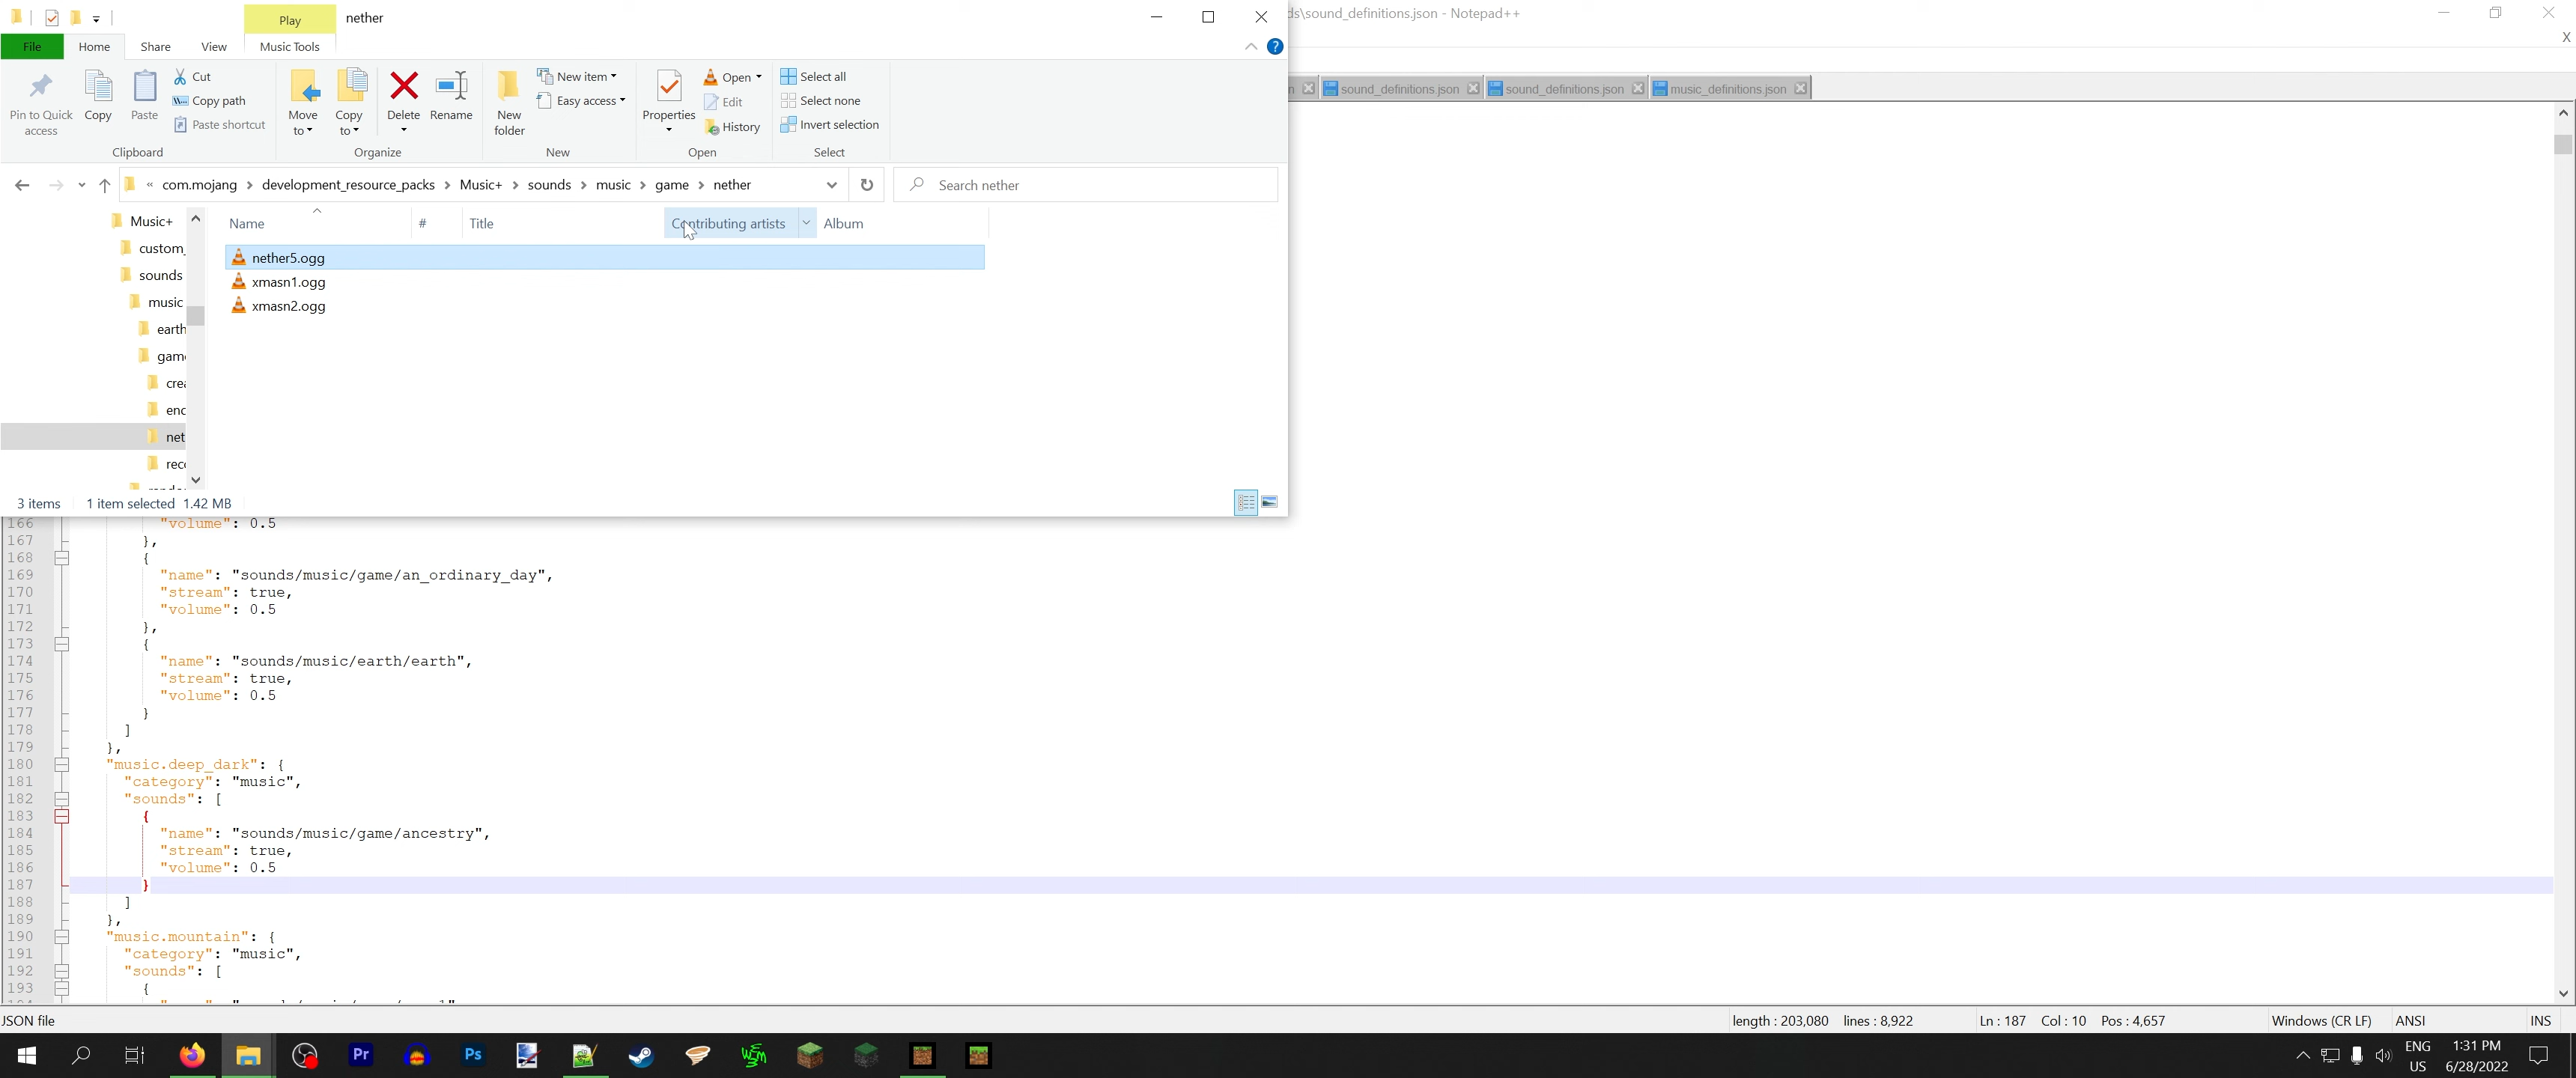 Play
nether
ds\sound_definitions.json - Notepad++
File
Home
Share
View
Music Tools
X
Pin to Quick access
Copy
Paste
Cut
Copy path
Paste shortcut
Clipboard
Move to
Copy to
Delete
Rename
Organize
New folder
New item
Easy access
New
Properties
Open
Edit
History
Open
Select all
Select none
Invert selection
Select
sound_definitions.json
sound_definitions.json
music_definitions.json
« com.mojang > development_resource_packs > Music+ > sounds > music > game > nether
Search nether
Music+
custom_
sounds
music
earth
game
crea
end
net
reco
Name
#
Title
Contributing artists
Album
nether5.ogg
xmasn1.ogg
xmasn2.ogg
3 items
1 item selected 1.42 MB
166 "volume": 0.5
167 },
168 {
169 "name": "sounds/music/game/an_ordinary_day",
170 "stream": true,
171 "volume": 0.5
172 },
173 {
174 "name": "sounds/music/earth/earth",
175 "stream": true,
176 "volume": 0.5
177 }
178 ]
179 },
180 "music.deep_dark": {
181 "category": "music",
182 "sounds": [
183 {
184 "name": "sounds/music/game/ancestry",
185 "stream": true,
186 "volume": 0.5
187 }
188 ]
189 },
190 "music.mountain": {
191 "category": "music",
192 "sounds": [
193 {
JSON file
length : 203,080 lines : 8,922
Ln : 187 Col : 10 Pos : 4,657
Windows (CR LF)
ANSI
INS
Pr
Ps
ENG
US
1:31 PM
6/28/2022